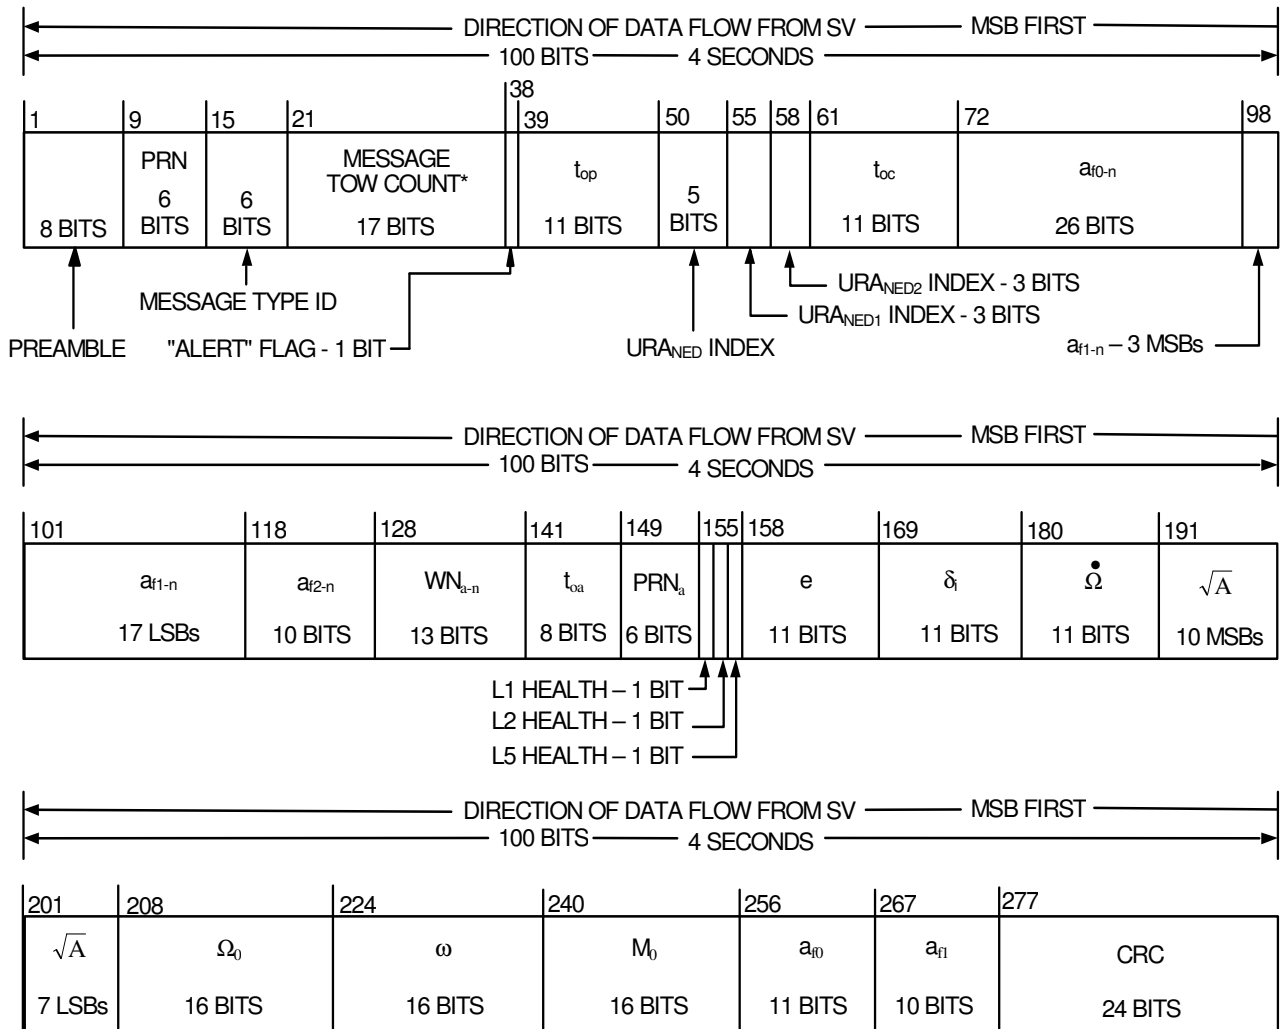 DIRECTION OF DATA FLOW FROM SV MSB FIRST
100 BITS 4 SECONDS
1 9 15 21 38 39 50 55 58 61 72 98
PRN MESSAGE TOW COUNT* t_op t_oc a_f0-n
8 BITS 6 BITS 6 BITS 17 BITS 11 BITS 5 BITS 11 BITS 26 BITS
URA_NED2 INDEX - 3 BITS
MESSAGE TYPE ID URA_NED1 INDEX - 3 BITS
PREAMBLE "ALERT" FLAG - 1 BIT URA_NED INDEX a_f1-n – 3 MSBs
DIRECTION OF DATA FLOW FROM SV MSB FIRST
100 BITS 4 SECONDS
101 118 128 141 149 155 158 169 180 191
a_f1-n a_f2-n WN_a-n t_oa PRN_a e δ_i Ω̇ √A
17 LSBs 10 BITS 13 BITS 8 BITS 6 BITS 11 BITS 11 BITS 11 BITS 10 MSBs
L1 HEALTH – 1 BIT
L2 HEALTH – 1 BIT
L5 HEALTH – 1 BIT
DIRECTION OF DATA FLOW FROM SV MSB FIRST
100 BITS 4 SECONDS
201 208 224 240 256 267 277
√A Ω_0 ω M_0 a_f0 a_f1 CRC
7 LSBs 16 BITS 16 BITS 16 BITS 11 BITS 10 BITS 24 BITS